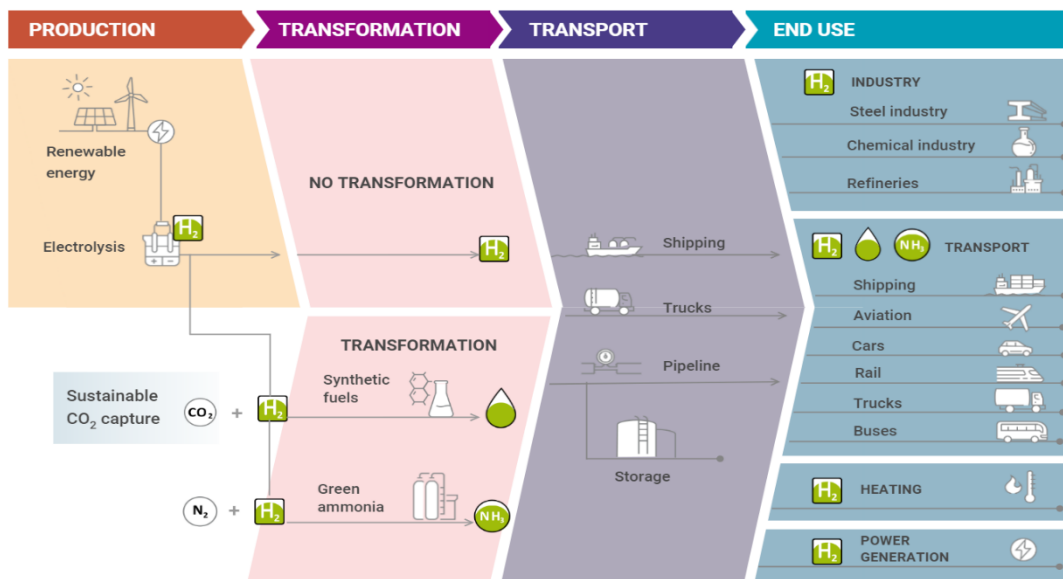 PRODUCTION
TRANSFORMATION
TRANSPORT
END USE
Renewable
energy
Electrolysis
H₂
NO TRANSFORMATION
H₂
TRANSFORMATION
Sustainable
CO₂ capture
CO₂
+
H₂
Synthetic
fuels
N₂
+
H₂
Green
ammonia
NH₃
Shipping
Trucks
Pipeline
Storage
H₂
INDUSTRY
Steel industry
Chemical industry
Refineries
H₂
NH₃
TRANSPORT
Shipping
Aviation
Cars
Rail
Trucks
Buses
H₂
HEATING
H₂
POWER
GENERATION